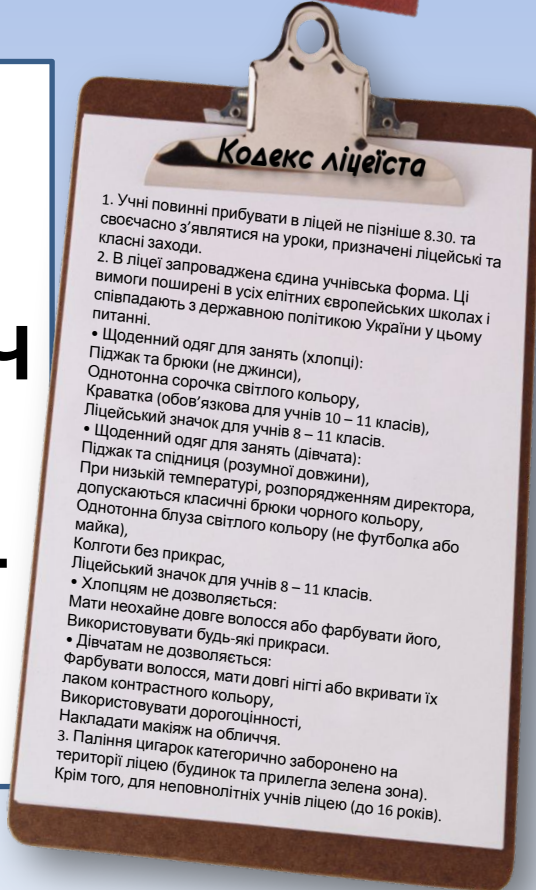 Кодекс ліцеїста
1. Учні повинні прибувати в ліцей не пізніше 8.30. та
своєчасно з’являтися на уроки, призначені ліцейські та
класні заходи.
2. В ліцеї запроваджена єдина учнівська форма. Ці
вимоги поширені в усіх елітних європейських школах і
співпадають з державною політикою України у цьому
питанні.
• Щоденний одяг для занять (хлопці):
Піджак та брюки (не джинси),
Однотонна сорочка світлого кольору,
Краватка (обов’язкова для учнів 10 – 11 класів),
Ліцейський значок для учнів 8 – 11 класів.
• Щоденний одяг для занять (дівчата):
Піджак та спідниця (розумної довжини),
При низькій температурі, розпорядженням директора,
допускаються класичні брюки чорного кольору,
Однотонна блуза світлого кольору (не футболка або
майка),
Колготи без прикрас,
Ліцейський значок для учнів 8 – 11 класів.
• Хлопцям не дозволяється:
Мати неохайне довге волосся або фарбувати його,
Використовувати будь-які прикраси.
• Дівчатам не дозволяється:
Фарбувати волосся, мати довгі нігті або вкривати їх
лаком контрастного кольору,
Використовувати дорогоцінності,
Накладати макіяж на обличчя.
3. Паління цигарок категорично заборонено на
території ліцею (будинок та прилегла зелена зона).
Крім того, для неповнолітніх учнів ліцею (до 16 років).